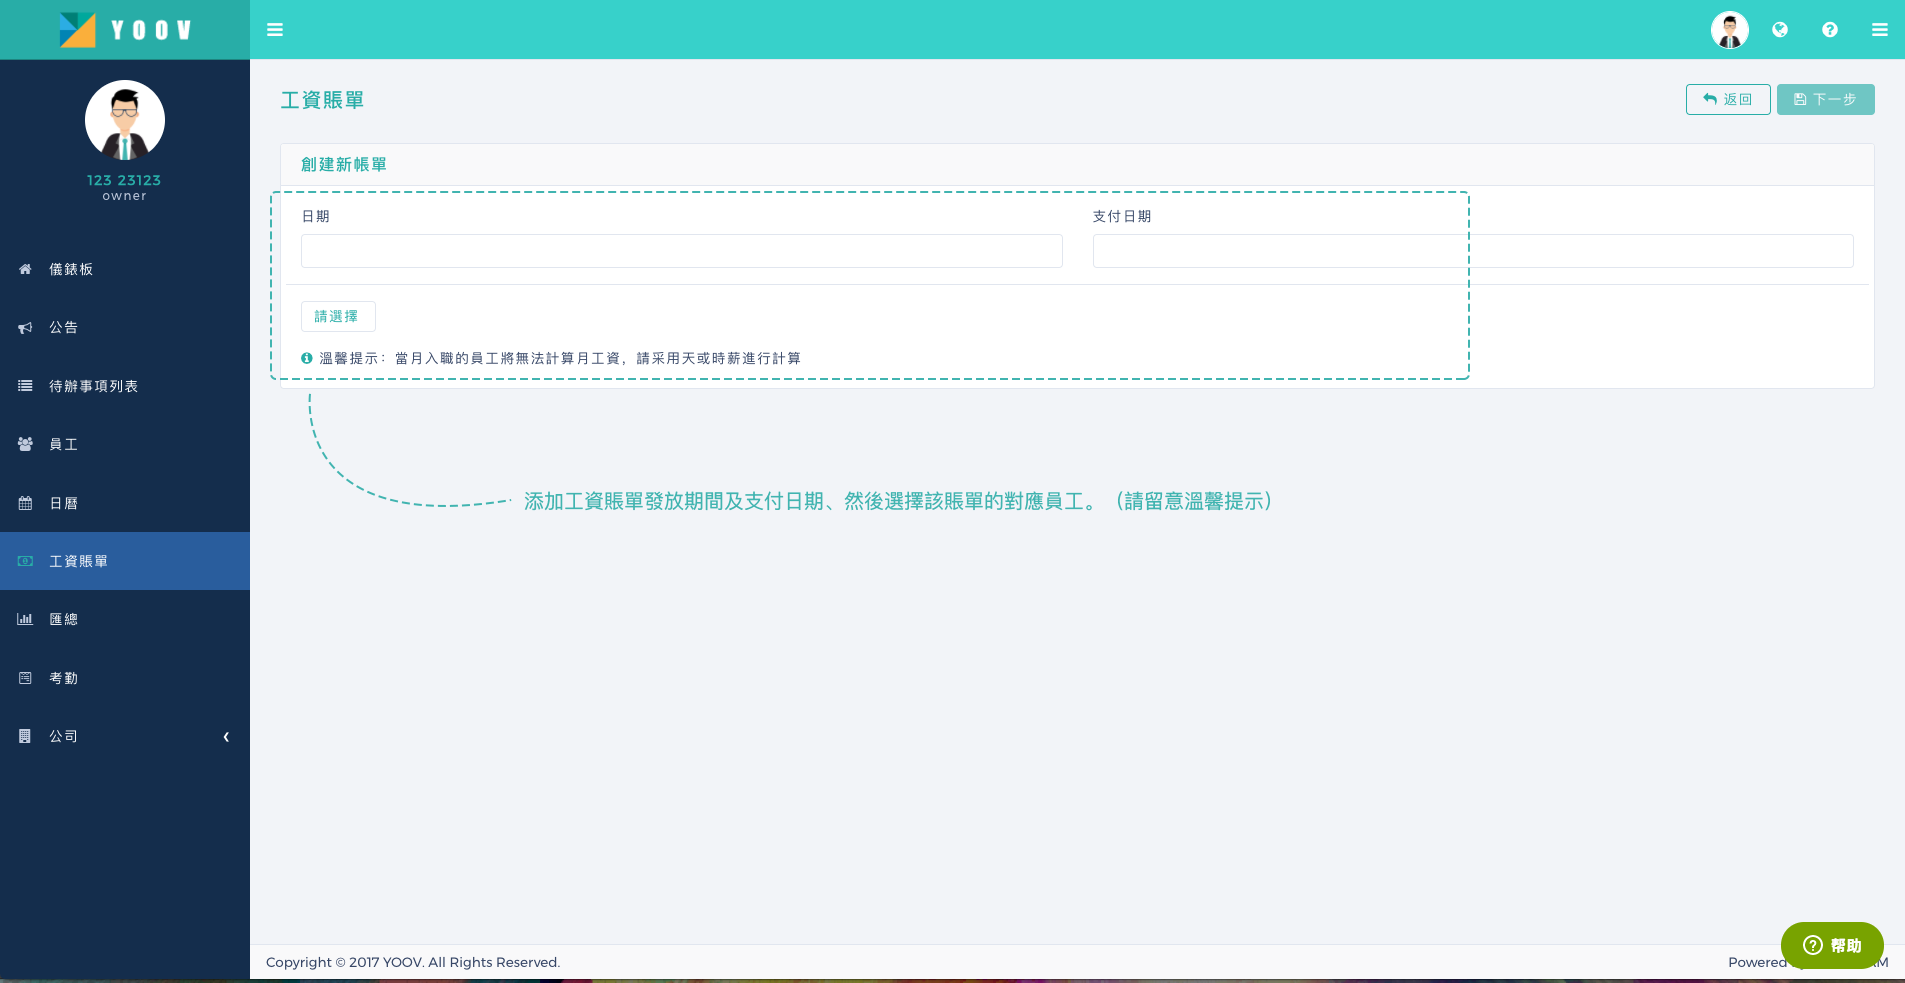 YOOV
123 23123
owner
儀錶板
公告
待辦事項列表
員工
日曆
工資賬單
匯總
考勤
公司
工資賬單
返回
下一步
創建新帳單
日期
支付日期
請選擇
溫馨提示：當月入職的員工將無法計算月工資，請采用天或時薪進行計算
添加工資賬單發放期間及支付日期、然後選擇該賬單的對應員工。（請留意溫馨提示）
Copyright © 2017 YOOV. All Rights Reserved.
Powered
帮助